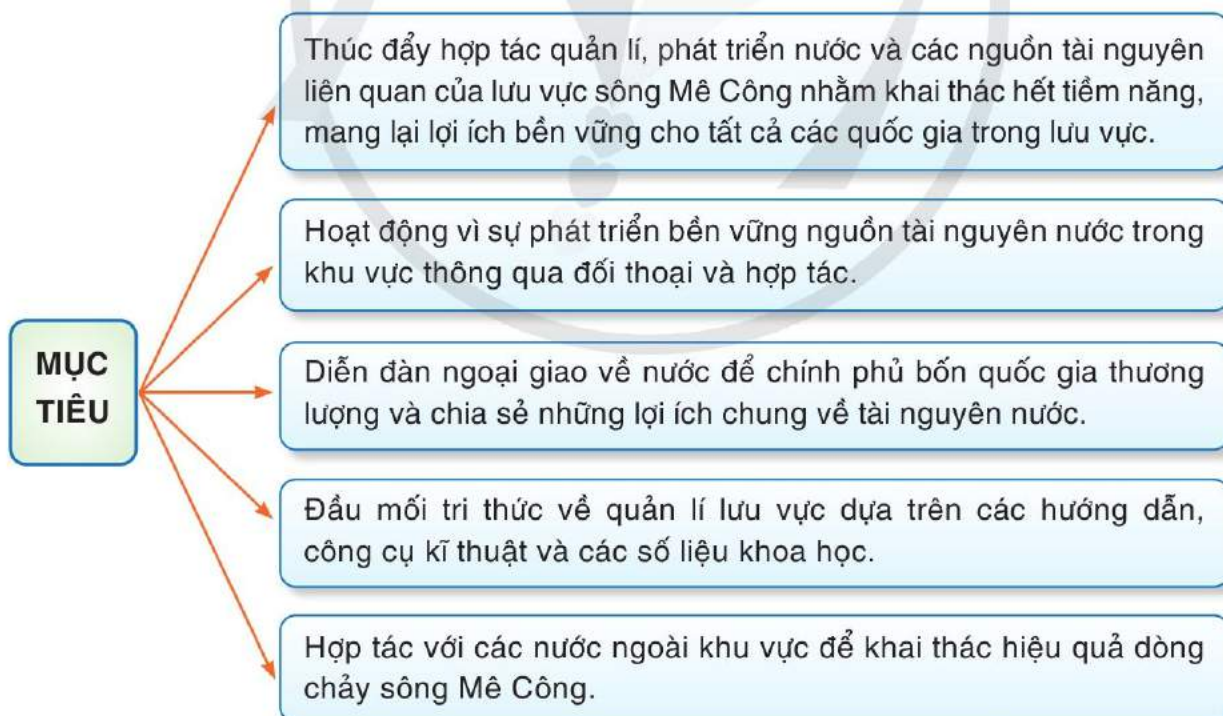 Thúc đẩy hợp tác quản lí, phát triển nước và các nguồn tài nguyên
liên quan của lưu vực sông Mê Công nhằm khai thác hết tiềm năng,
mang lại lợi ích bền vững cho tất cả các quốc gia trong lưu vực.
Hoạt động vì sự phát triển bền vững nguồn tài nguyên nước trong
khu vực thông qua đối thoại và hợp tác.
MỤC
TIÊU
Diễn đàn ngoại giao về nước để chính phủ bốn quốc gia thương
lượng và chia sẻ những lợi ích chung về tài nguyên nước.
Đầu mối tri thức về quản lí lưu vực dựa trên các hướng dẫn,
công cụ kĩ thuật và các số liệu khoa học.
Hợp tác với các nước ngoài khu vực để khai thác hiệu quả dòng
chảy sông Mê Công.